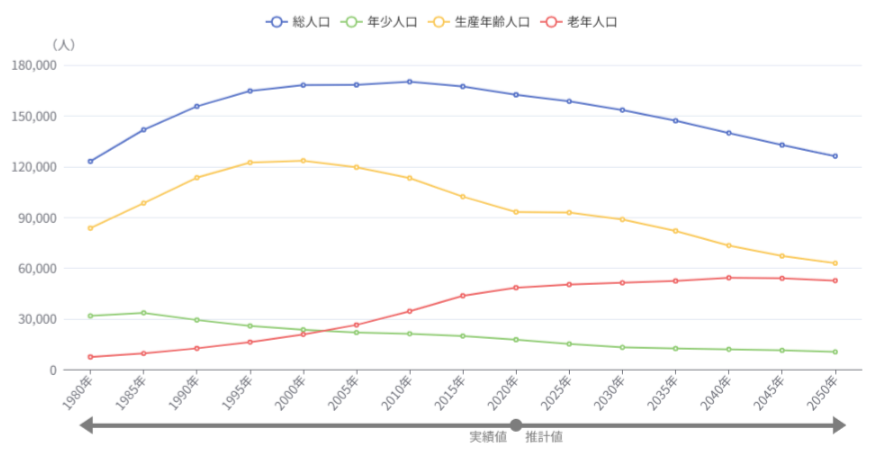 総人口 年少人口 生産年齢人口 老年人口
（人）
180,000
150,000
120,000
90,000
60,000
30,000
0
1980年 1985年 1990年 1995年 2000年 2005年 2010年 2015年 2020年 2025年 2030年 2035年 2040年 2045年 2050年
実績値 推計値